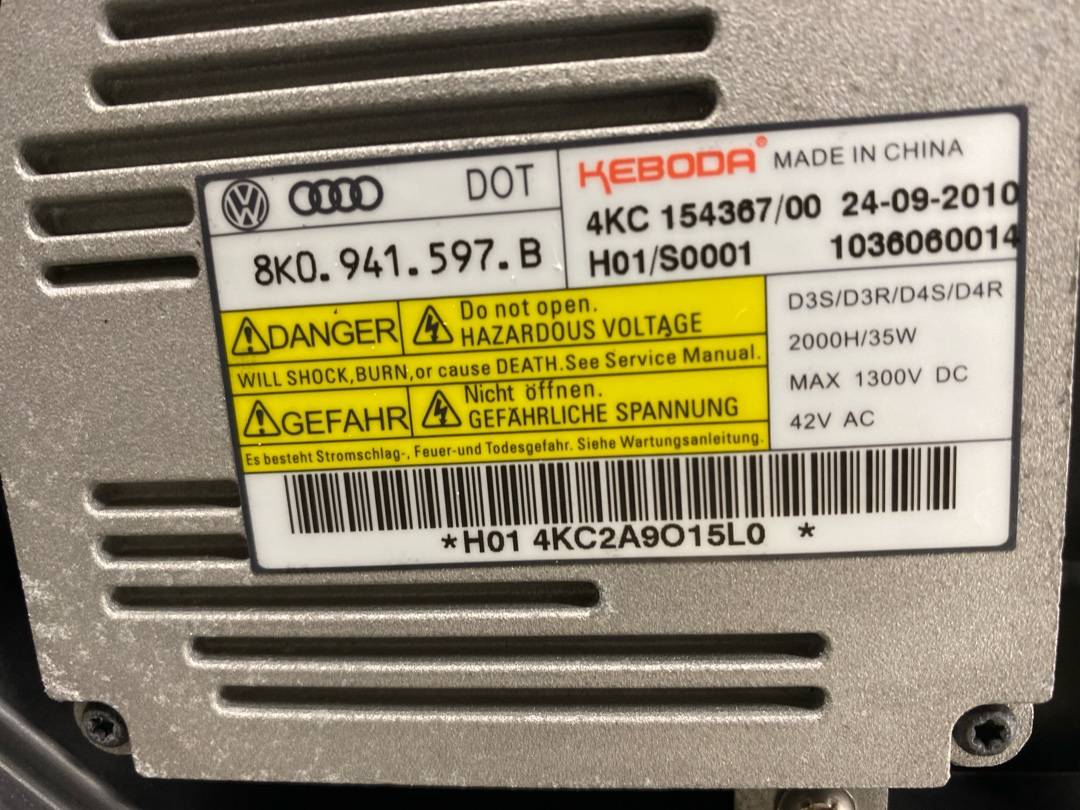 DOT
8K0.941.597.B
KEBODA® MADE IN CHINA
4KC 154367/00 24-09-2010
H01/S0001 1036060014
DANGER
Do not open.
HAZARDOUS VOLTAGE
WILL SHOCK,BURN,or cause DEATH.See Service Manual.
GEFAHR
Nicht öffnen.
GEFÄHRLICHE SPANNUNG
Es besteht Stromschlag-, Feuer-und Todesgefahr. Siehe Wartungsanleitung.
D3S/D3R/D4S/D4R
2000H/35W
MAX 1300V DC
42V AC
*H01 4KC2A9O15L0 *